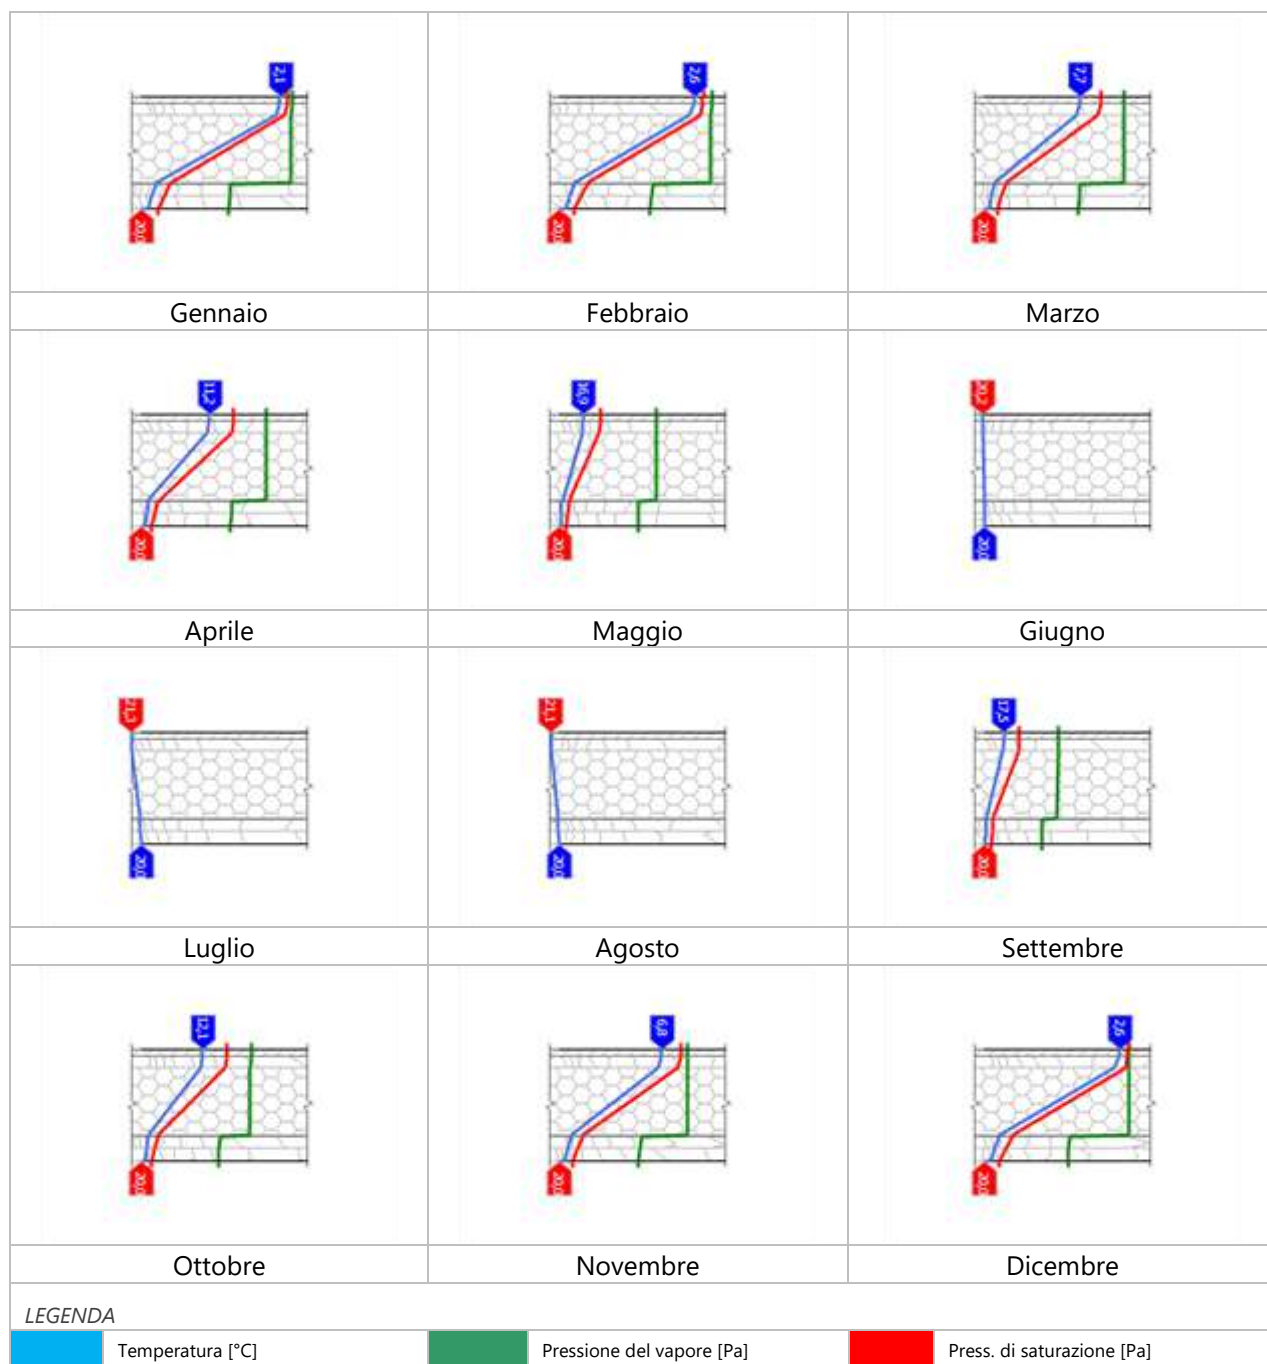 2,1
2,6
7,7
20,0
20,0
20,0
Gennaio
Febbraio
Marzo
11,2
16,9
20,2
20,0
20,0
20,0
Aprile
Maggio
Giugno
21,3
21,1
17,5
20,0
20,0
20,0
Luglio
Agosto
Settembre
12,1
6,8
2,6
20,0
20,0
20,0
Ottobre
Novembre
Dicembre
LEGENDA
Temperatura [°C]
Pressione del vapore [Pa]
Press. di saturazione [Pa]